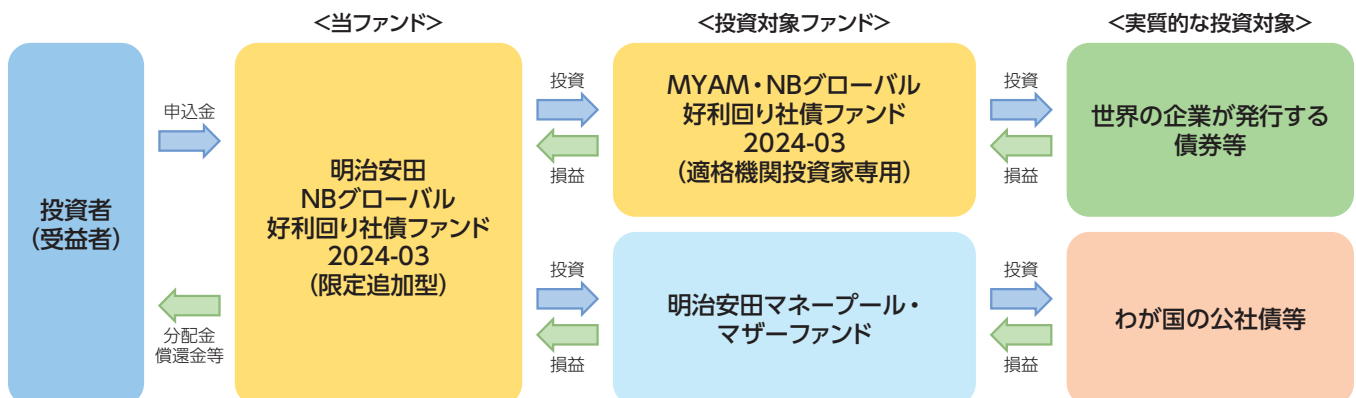 <当ファンド>
<投資対象ファンド>
<実質的な投資対象>
投資者
(受益者)
申込金
分配金
償還金等
明治安田
NBグローバル
好利回り社債ファンド
2024-03
(限定追加型)
投資
損益
MYAM・NBグローバル
好利回り社債ファンド
2024-03
(適格機関投資家専用)
投資
損益
世界の企業が発行する
債券等
投資
損益
明治安田マネープール・
マザーファンド
投資
損益
わが国の公社債等